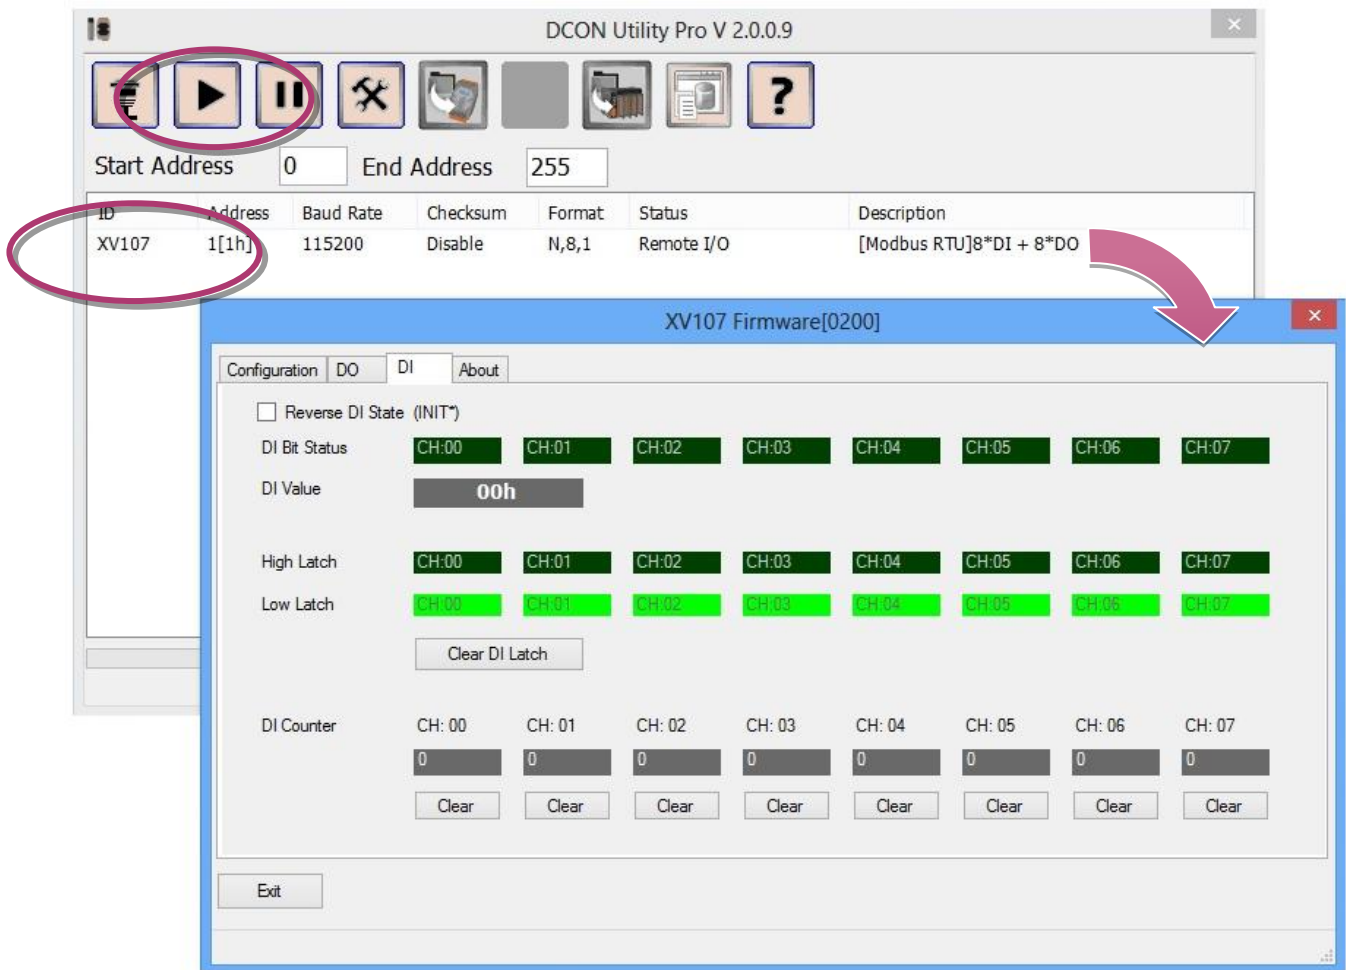 DCON Utility Pro V 2.0.0.9
?
Start Address 0 End Address 255
ID Address Baud Rate Checksum Format Status Description
XV107 1[1h] 115200 Disable N,8,1 Remote I/O [Modbus RTU]8*DI + 8*DO
XV107 Firmware[0200]
Configuration DO DI About
Reverse DI State (INIT*)
DI Bit Status CH:00 CH:01 CH:02 CH:03 CH:04 CH:05 CH:06 CH:07
DI Value 00h
High Latch CH:00 CH:01 CH:02 CH:03 CH:04 CH:05 CH:06 CH:07
Low Latch CH:00 CH:01 CH:02 CH:03 CH:04 CH:05 CH:06 CH:07
Clear DI Latch
DI Counter CH: 00 CH: 01 CH: 02 CH: 03 CH: 04 CH: 05 CH: 06 CH: 07
0 0 0 0 0 0 0 0
Clear Clear Clear Clear Clear Clear Clear Clear
Exit